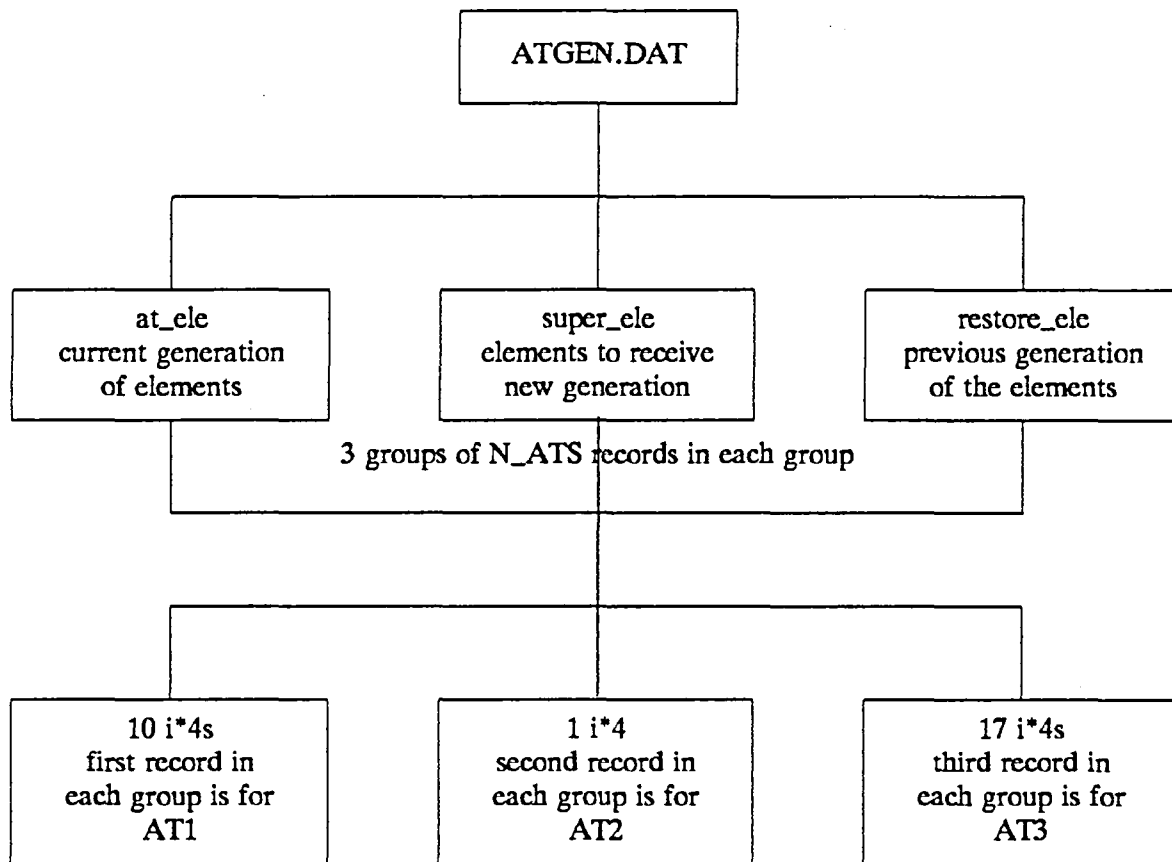 ATGEN.DAT
at_ele
current generation
of elements
super_ele
elements to receive
new generation
restore_ele
previous generation
of the elements
3 groups of N_ATS records in each group
10 i*4s
first record in
each group is for
AT1
1 i*4
second record in
each group is for
AT2
17 i*4s
third record in
each group is for
AT3